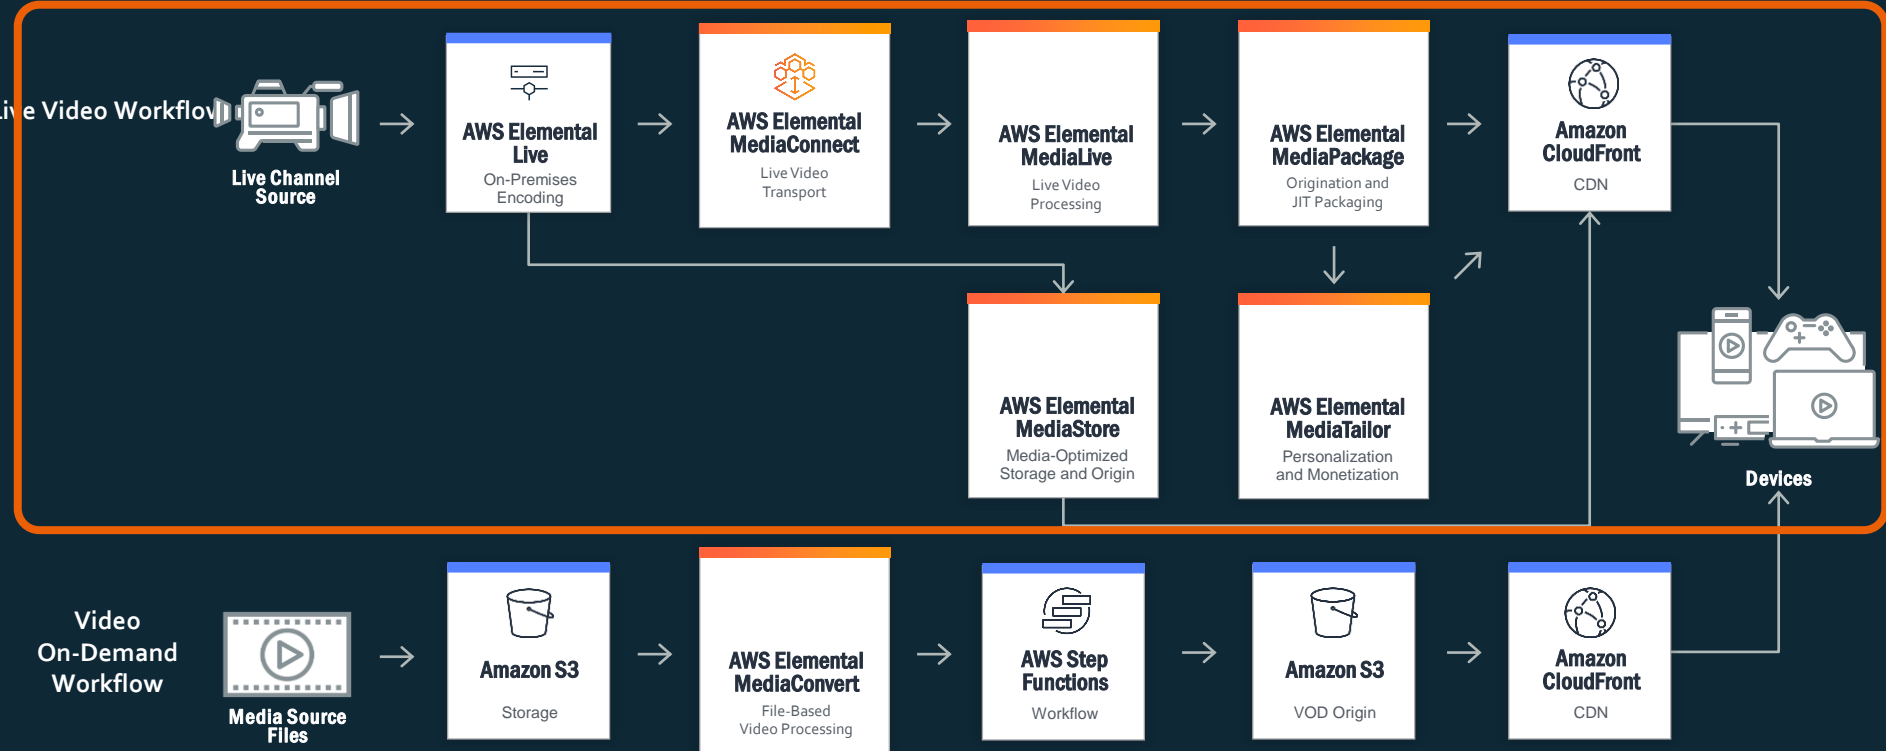 Live Video Workflow
Live Channel
Source
AWS Elemental
Live
On-Premises
Encoding
AWS Elemental
MediaConnect
Live Video
Transport
AWS Elemental
MediaLive
Live Video
Processing
AWS Elemental
MediaPackage
Origination and
JIT Packaging
Amazon
CloudFront
CDN
AWS Elemental
MediaStore
Media-Optimized
Storage and Origin
AWS Elemental
MediaTailor
Personalization
and Monetization
Devices
Video
On-Demand
Workflow
Media Source
Files
Amazon S3
Storage
AWS Elemental
MediaConvert
File-Based
Video Processing
AWS Step
Functions
Workflow
Amazon S3
VOD Origin
Amazon
CloudFront
CDN